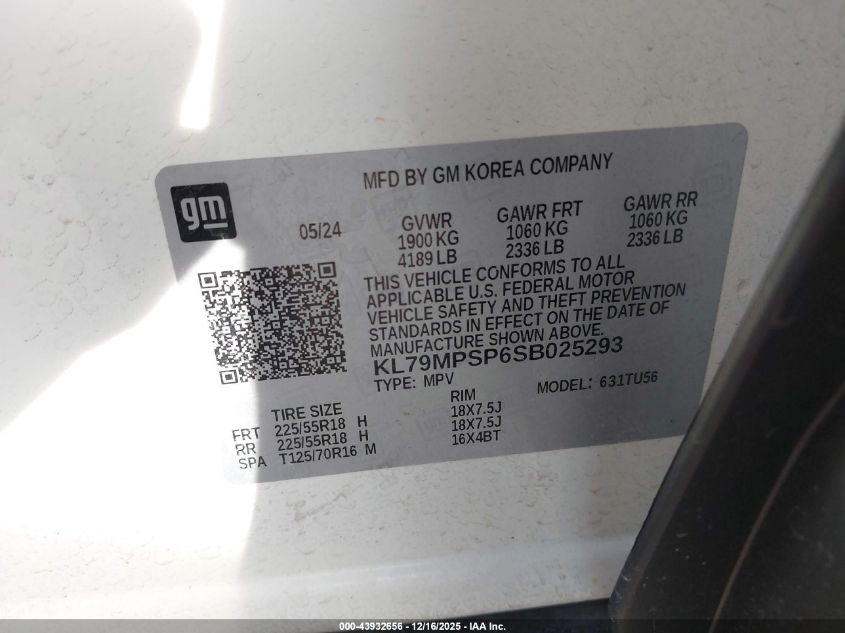 MFD BY GM KOREA COMPANY
gm
05/24
GVWR
1900 KG
4189 LB
GAWR FRT
1060 KG
2336 LB
GAWR RR
1060 KG
2336 LB
THIS VEHICLE CONFORMS TO ALL
APPLICABLE U.S. FEDERAL MOTOR
VEHICLE SAFETY AND THEFT PREVENTION
STANDARDS IN EFFECT ON THE DATE OF
MANUFACTURE SHOWN ABOVE.
KL79MPSP6SB025293
TYPE: MPV
MODEL: 631TU56
TIRE SIZE
RIM
FRT 225/55R18 H 18X7.5J
RR 225/55R18 H 18X7.5J
SPA T125/70R16 M 16X4BT
000-43932656 - 12/16/2025 - IAA Inc.